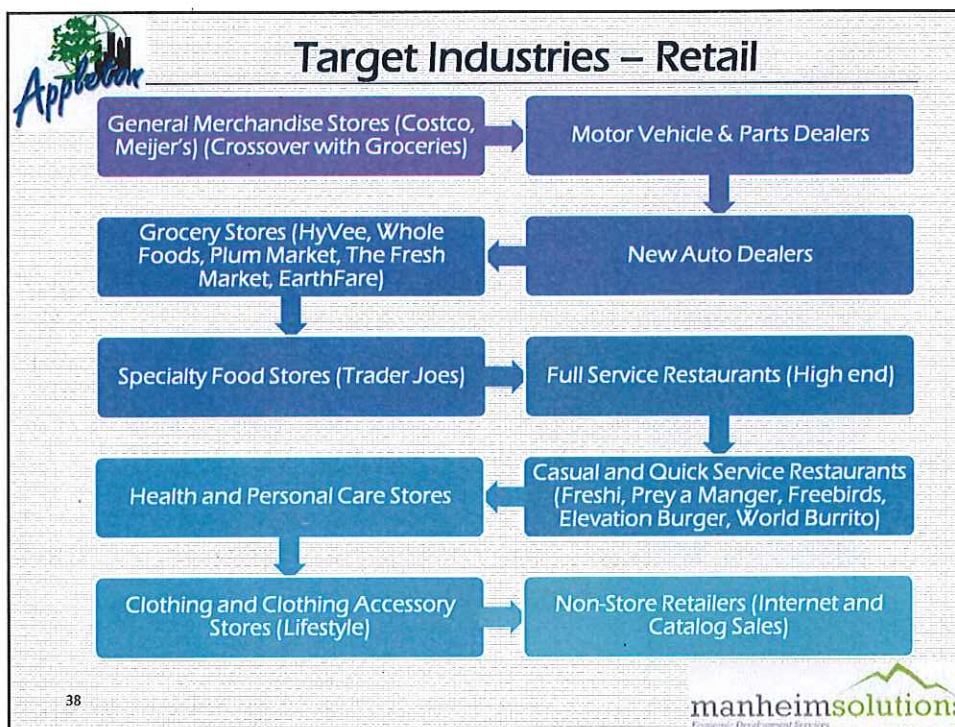 Appleton
Target Industries – Retail
General Merchandise Stores (Costco,
Meijer's) (Crossover with Groceries)
Motor Vehicle & Parts Dealers
New Auto Dealers
Grocery Stores (HyVee, Whole
Foods, Plum Market, The Fresh
Market, EarthFare)
Specialty Food Stores (Trader Joes)
Full Service Restaurants (High end)
Casual and Quick Service Restaurants
(Freshi, Prey a Manger, Freebirds,
Elevation Burger, World Burrito)
Health and Personal Care Stores
Clothing and Clothing Accessory
Stores (Lifestyle)
Non-Store Retailers (Internet and
Catalog Sales)
38
manheimsolutions
Economic Development Services